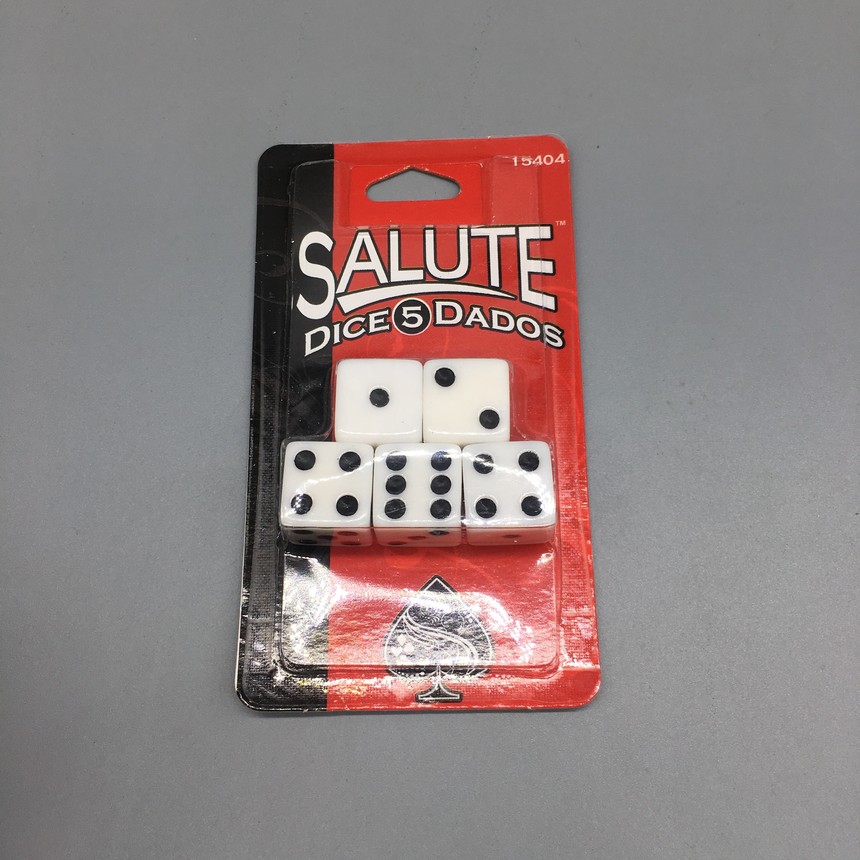 15404
SALUTE™
DICE 5 DADOS